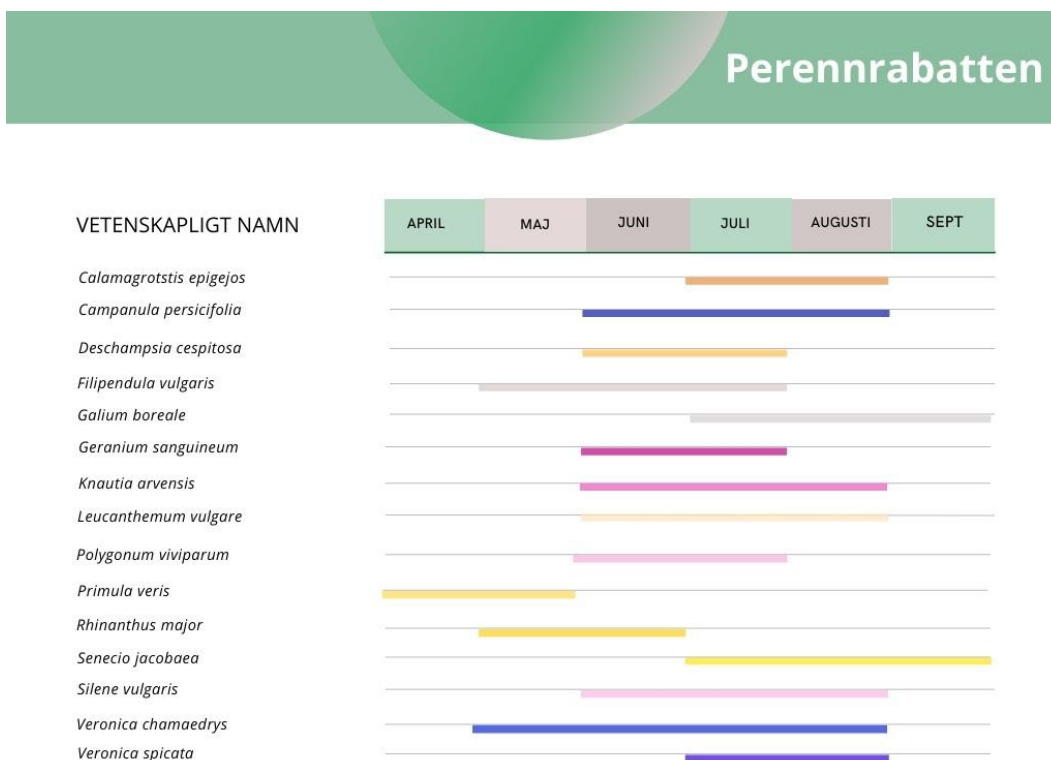 Perennrabatten
VETENSKAPLIGT NAMN APRIL MAJ JUNI JULI AUGUSTI SEPT
Calamagrotstis epigejos
Campanula persicifolia
Deschampsia cespitosa
Filipendula vulgaris
Galium boreale
Geranium sanguineum
Knautia arvensis
Leucanthemum vulgare
Polygonum viviparum
Primula veris
Rhinanthus major
Senecio jacobaea
Silene vulgaris
Veronica chamaedrys
Veronica spicata